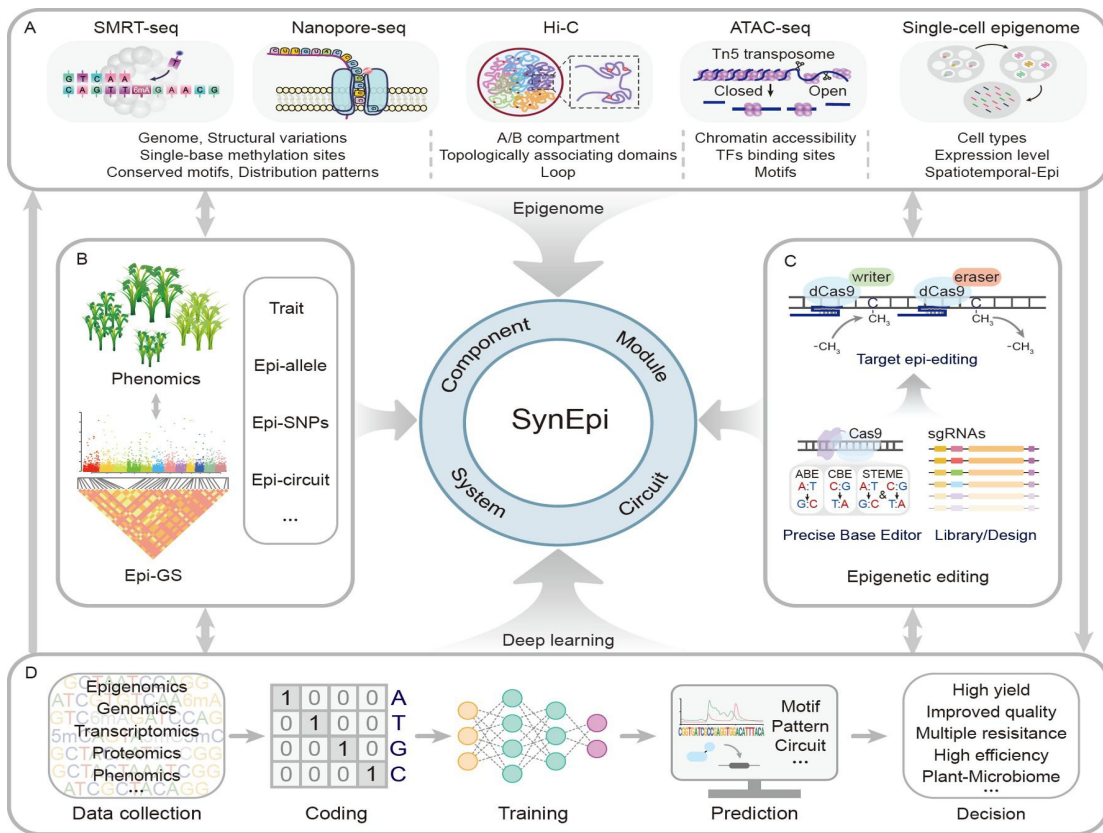 A
SMRT-seq
Nanopore-seq
Hi-C
ATAC-seq
Single-cell epigenome
T
G T C A A
C A G T T 6mA G A A C G
C U U G U U A C G
Tn5 transposome
Closed
Open
Genome, Structural variations
Single-base methylation sites
Conserved motifs, Distribution patterns
A/B compartment
Topologically associating domains
Loop
Chromatin accessibility
TFs binding sites
Motifs
Cell types
Expression level
Spatiotemporal-Epi
Epigenome
B
Phenomics
Epi-GS
Trait
Epi-allele
Epi-SNPs
Epi-circuit
...
Component
Module
System
Circuit
SynEpi
C
writer
eraser
dCas9
dCas9
C
C
CH₃
CH₃
-CH₃
-CH₃
Target epi-editing
Cas9
sgRNAs
ABE
CBE
STEME
A:T
C:G
A:T C:G
&
G:C
T:A
G:C T:A
Precise Base Editor
Library/Design
Epigenetic editing
Deep learning
D
Epigenomics
Genomics
Transcriptomics
Proteomics
Phenomics
...
Data collection
1 0 0 0 A
0 1 0 0 T
0 0 1 0 G
0 0 0 1 C
Coding
Training
Motif
Pattern
Circuit
...
Prediction
High yield
Improved quality
Multiple resisitance
High efficiency
Plant-Microbiome
...
Decision